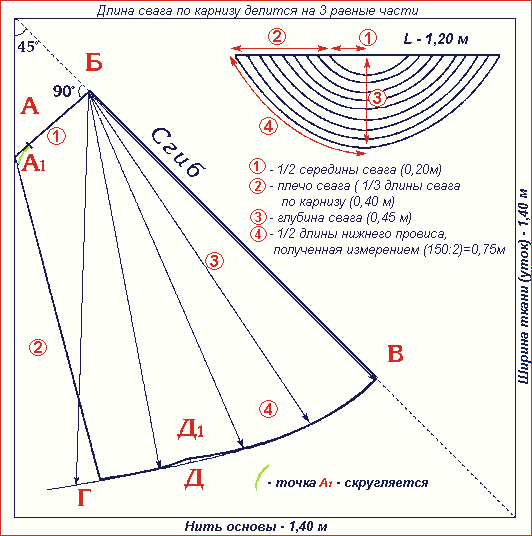 Длина свага по карнизу делится на 3 равные части
45°
Б
2
1
L - 1,20 м
90°
А
1
Сгиб
3
4
А1
1 - 1/2 середины свага (0,20м)
2 - плечо свага ( 1/3 длины свага
по карнизу (0,40 м)
3 - глубина свага (0,45 м)
4 - 1/2 длины нижнего провиса,
полученная измерением (150:2)=0,75м
3
2
В
4
Д1
Д
Г
- точка А1 - скругляется
Ширина ткани (уток) - 1,40 м
Нить основы - 1,40 м